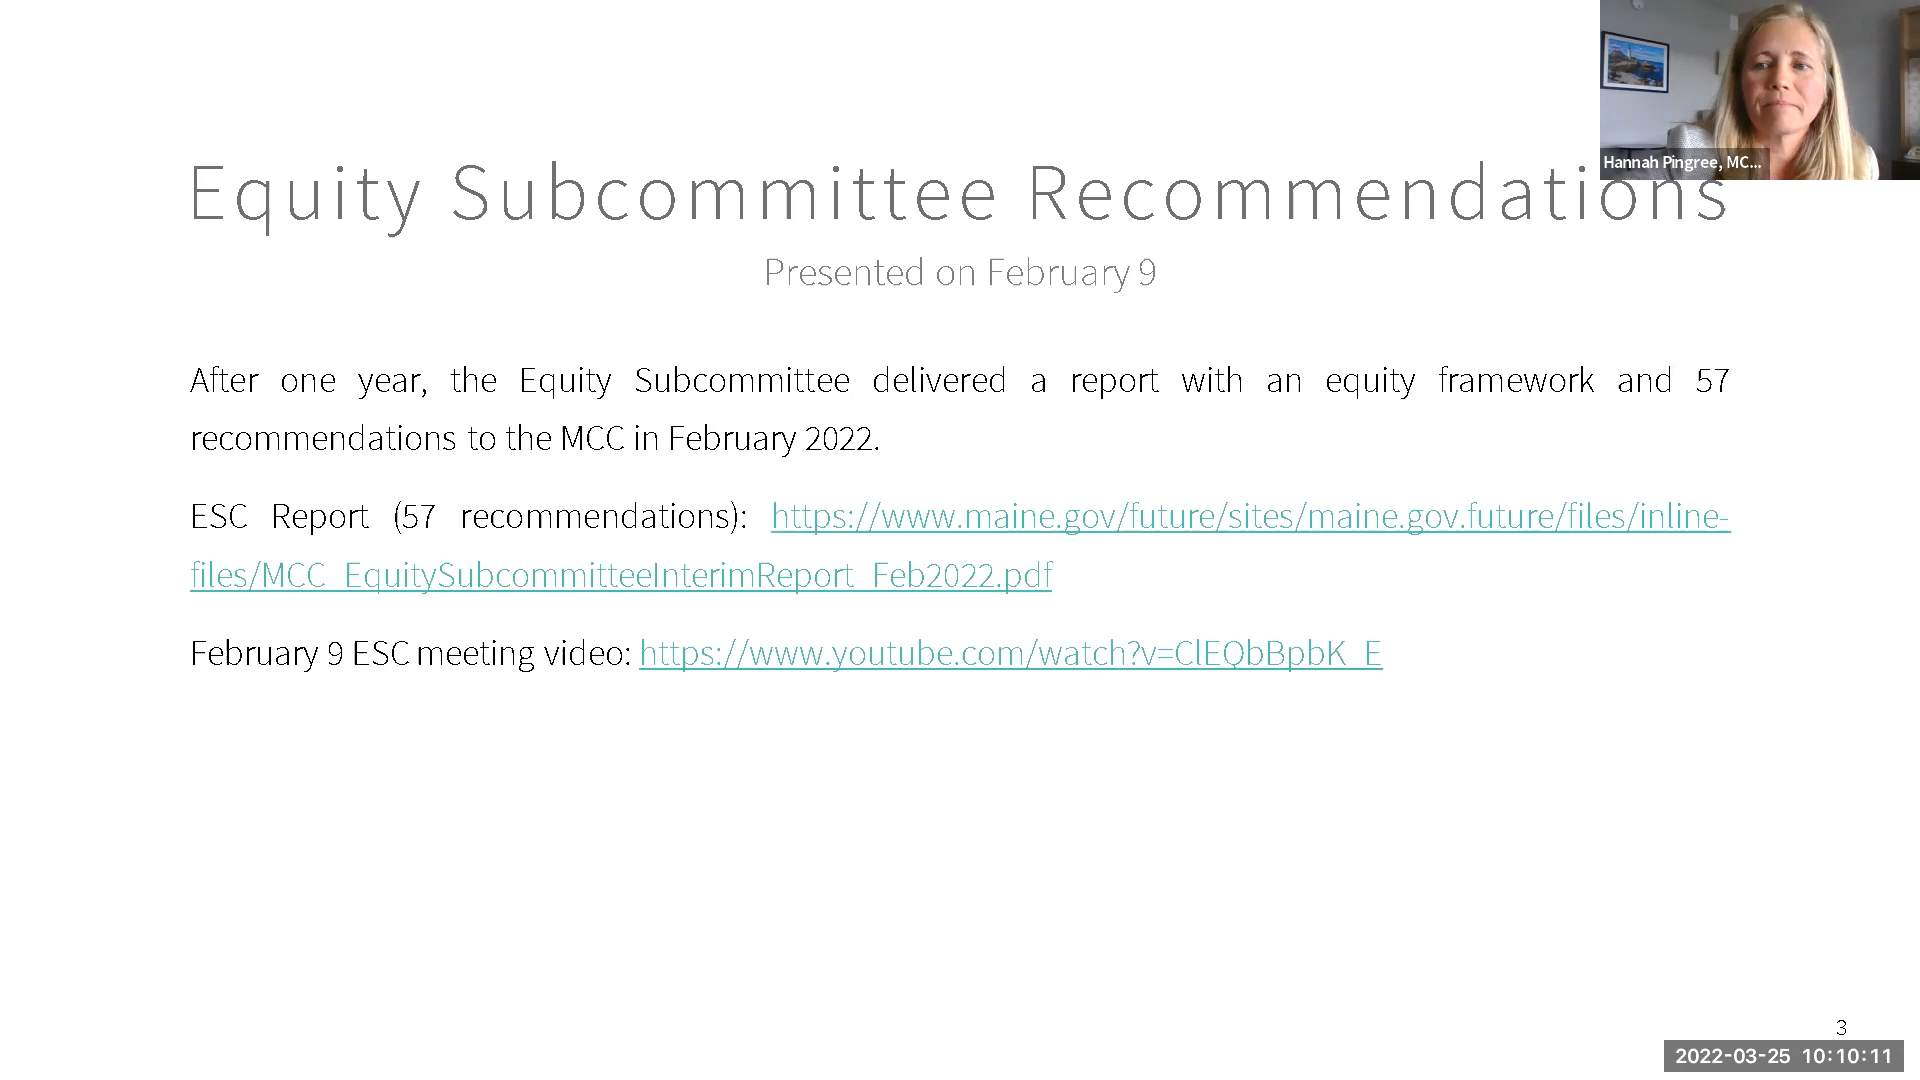 Hannah Pingree, MC...
Equity Subcommittee Recommendations
Presented on February 9
After one year, the Equity Subcommittee delivered a report with an equity framework and 57
recommendations to the MCC in February 2022.
ESC Report (57 recommendations): https://www.maine.gov/future/sites/maine.gov.future/files/inline-
files/MCC_EquitySubcommitteeInterimReport_Feb2022.pdf
February 9 ESC meeting video: https://www.youtube.com/watch?v=ClEQbBpbK_E
3
2022-03-25 10:10:11